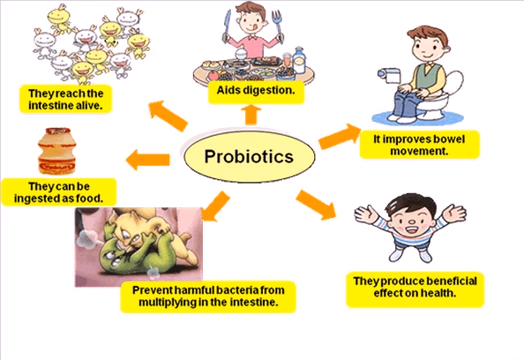 They reach the
intestine alive.
Aids digestion.
It improves bowel
movement.
Probiotics
They can be
ingested as food.
Prevent harmful bacteria from
multiplying in the intestine.
They produce beneficial
effect on health.